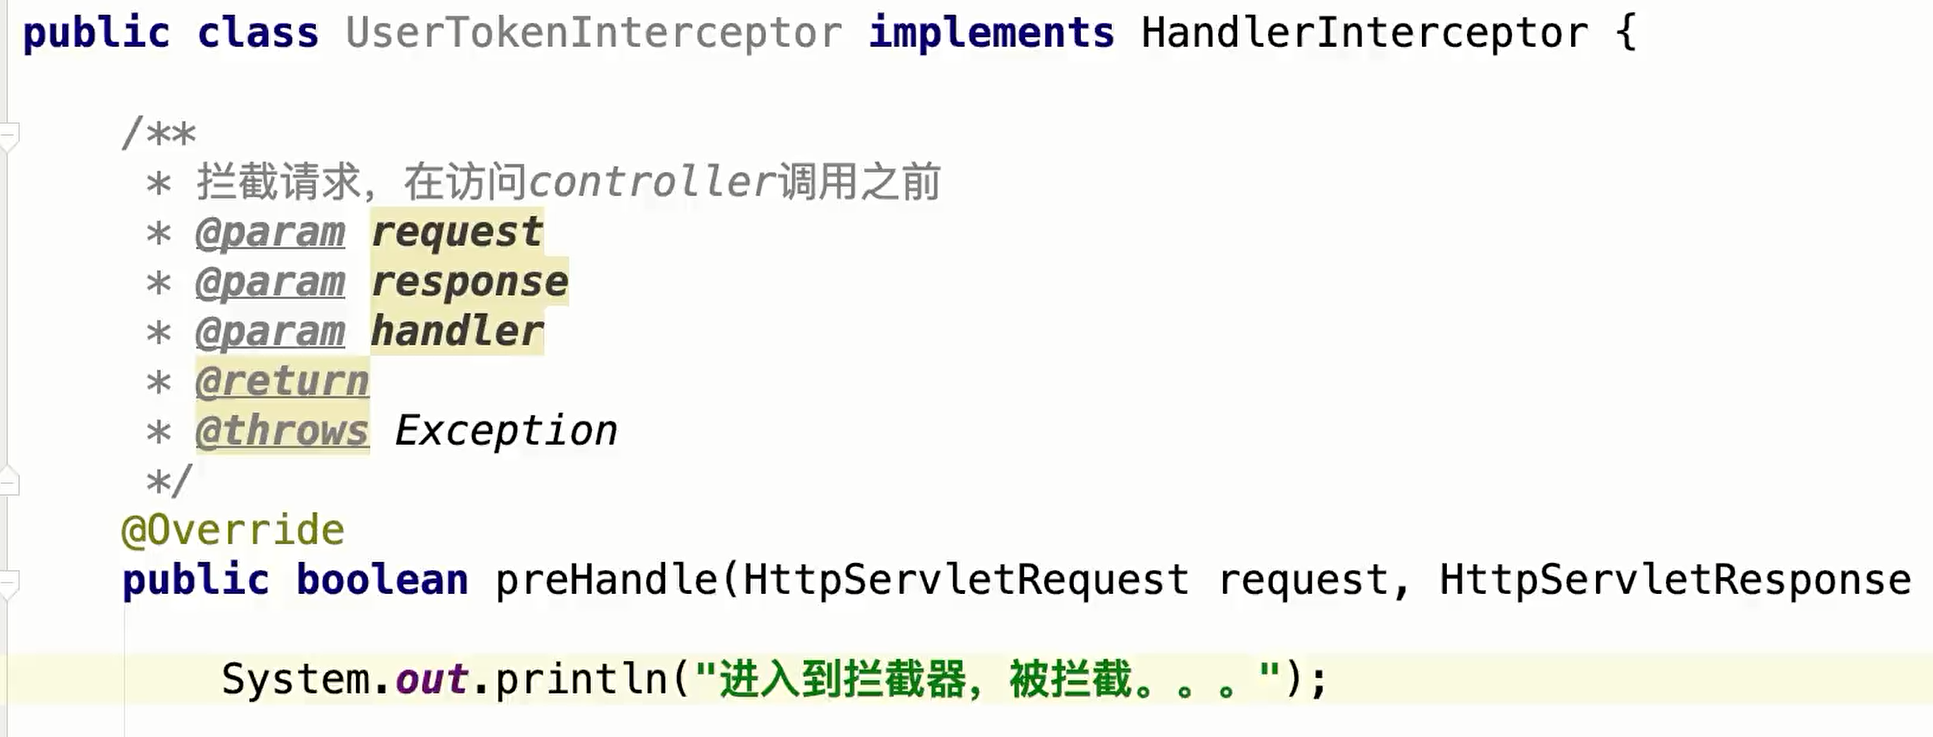 public class UserTokenInterceptor implements HandlerInterceptor {
/**
* 拦截请求，在访问controller调用之前
* @param request
* @param response
* @param handler
* @return
* @throws Exception
*/
@Override
public boolean preHandle(HttpServletRequest request, HttpServletResponse
System.out.println("进入到拦截器，被拦截。。。");